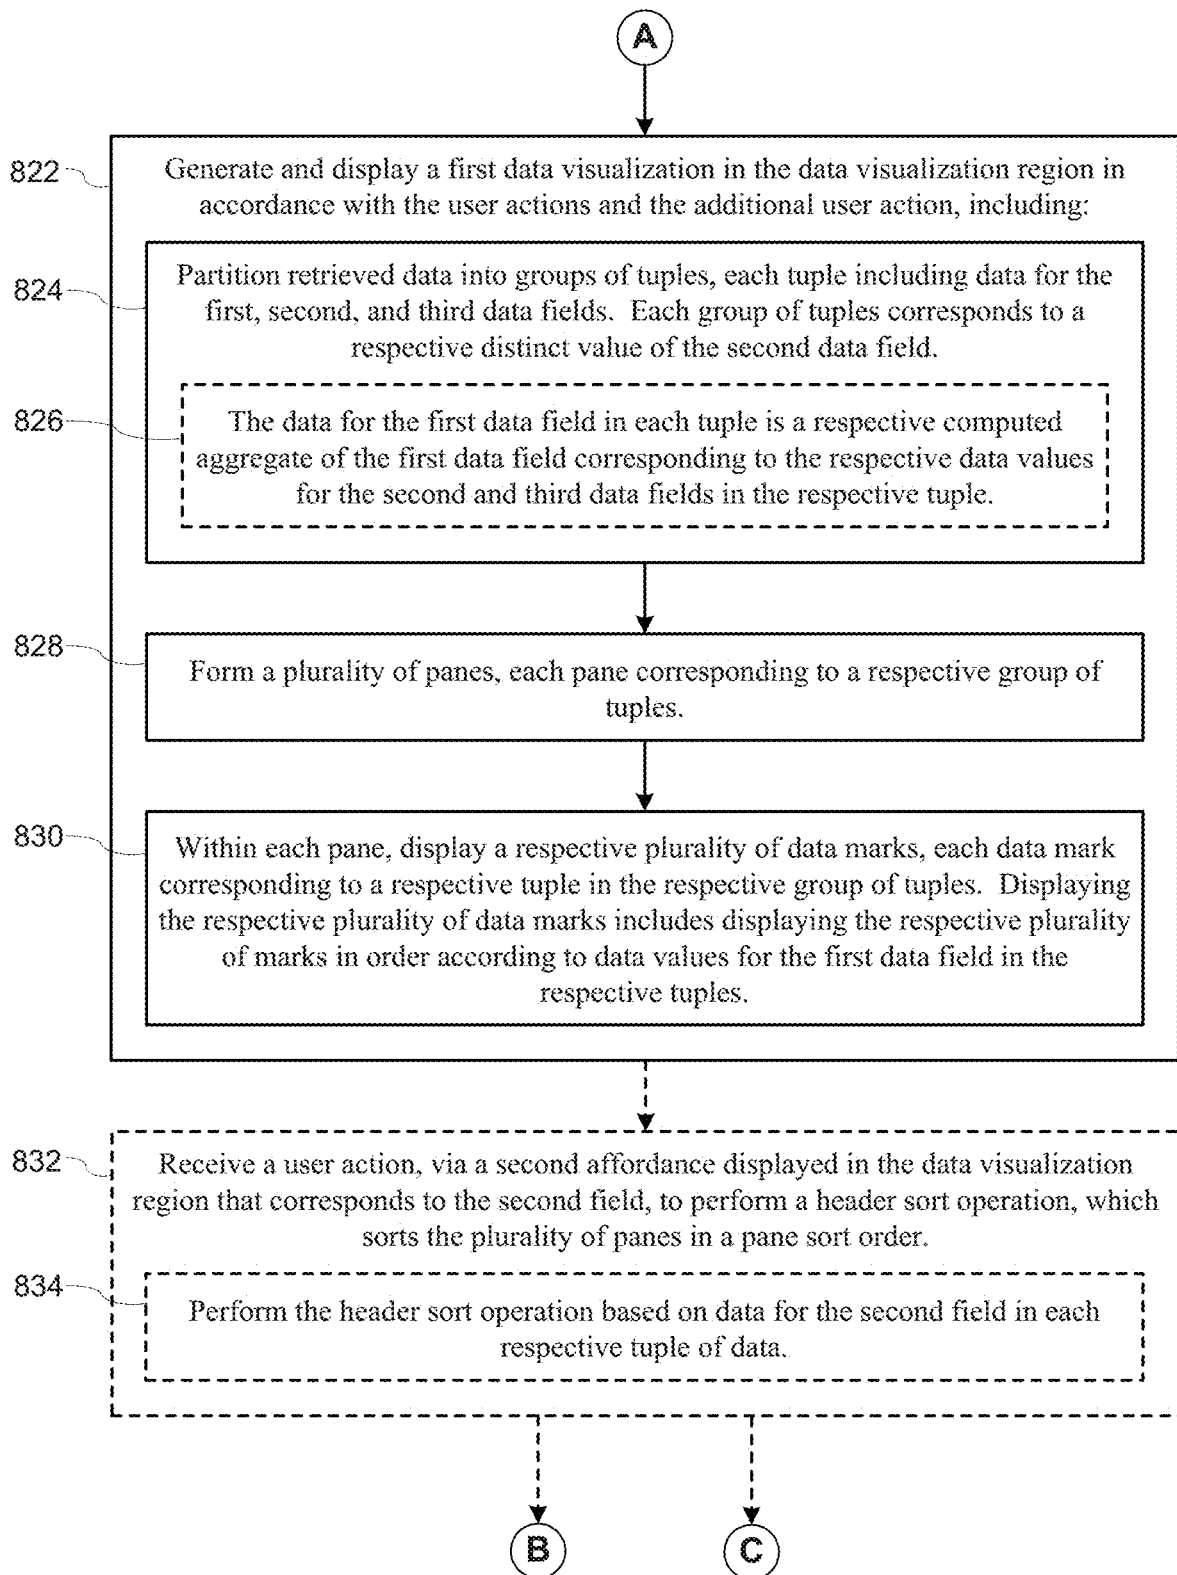 A
822
Generate and display a first data visualization in the data visualization region in
accordance with the user actions and the additional user action, including:
824
Partition retrieved data into groups of tuples, each tuple including data for the
first, second, and third data fields. Each group of tuples corresponds to a
respective distinct value of the second data field.
826
The data for the first data field in each tuple is a respective computed
aggregate of the first data field corresponding to the respective data values
for the second and third data fields in the respective tuple.
828
Form a plurality of panes, each pane corresponding to a respective group of
tuples.
830
Within each pane, display a respective plurality of data marks, each data mark
corresponding to a respective tuple in the respective group of tuples. Displaying
the respective plurality of data marks includes displaying the respective plurality
of marks in order according to data values for the first data field in the
respective tuples.
832
Receive a user action, via a second affordance displayed in the data visualization
region that corresponds to the second field, to perform a header sort operation, which
sorts the plurality of panes in a pane sort order.
834
Perform the header sort operation based on data for the second field in each
respective tuple of data.
B
C